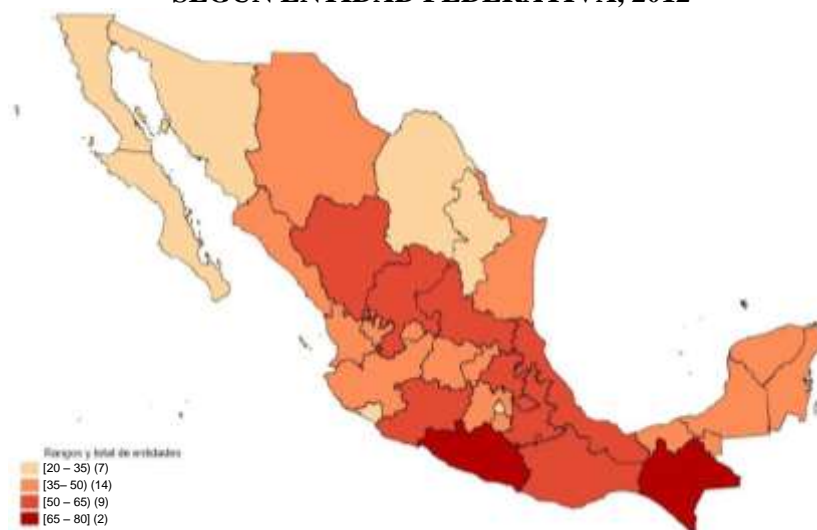 SEGÚN ENTIDAD FEDERATIVA, 2012
Rangos y total de entidades
[20 – 35) (7)
[35– 50) (14)
[50 – 65) (9)
[65 – 80] (2)